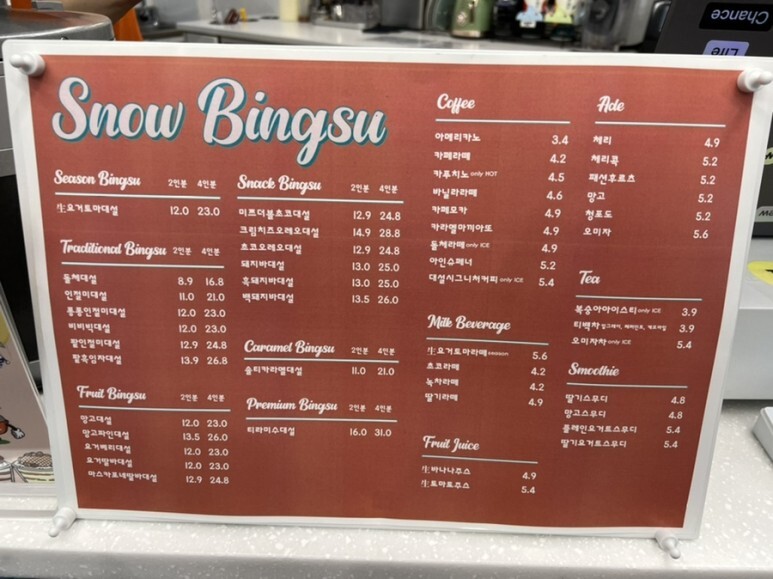 Chance
Life
Snow Bingsu
Season Bingsu 2인분 4인분
生요거토마대설 12.0 23.0
Traditional Bingsu 2인분 4인분
들체대설 8.9 16.8
인절미대설 11.0 21.0
퐁퐁인절미대설 12.0 23.0
비비빅대설 12.0 23.0
팥인절미대설 12.9 24.8
팥흑임자대설 13.9 26.8
Fruit Bingsu 2인분 4인분
망고대설 12.0 23.0
망고파인대설 13.5 26.0
요거베리대설 12.0 23.0
요거딸바대설 12.0 23.0
마스카포네딸바대설 12.9 24.8
Snack Bingsu 2인분 4인분
미쯔더블초코대설 12.9 24.8
크림치즈오레오대설 14.9 28.8
초코오레오대설 12.9 24.8
돼지바대설 13.0 25.0
흑돼지바대설 13.0 25.0
백돼지바대설 13.5 26.0
Caramel Bingsu 2인분 4인분
솔티카라멜대설 11.0 21.0
Premium Bingsu 2인분 4인분
티라미수대설 16.0 31.0
Coffee
아메리카노 3.4
카페라떼 4.2
카푸치노 only HOT 4.5
바닐라라떼 4.6
카페모카 4.9
카라멜마끼아또 4.9
돌체라떼 only ICE 4.9
아인슈페너 5.2
대설시그니처커피 only ICE 5.4
Milk Beverage
生요거토마라떼 season 5.6
초코라떼 4.2
녹차라떼 4.2
딸기라떼 4.9
Fruit Juice
生바나나주스 4.9
生토마토주스 5.4
Ade
체리 4.9
체리콕 5.2
패션후르츠 5.2
망고 5.2
청포도 5.2
오미자 5.6
Tea
복숭아아이스티 only ICE 3.9
티백차 얼그레이, 페퍼민트, 캐모마일 3.9
오미자차 only ICE 5.4
Smoothie
딸기스무디 4.8
망고스무디 4.8
플레인요거트스무디 5.4
딸기요거트스무디 5.4